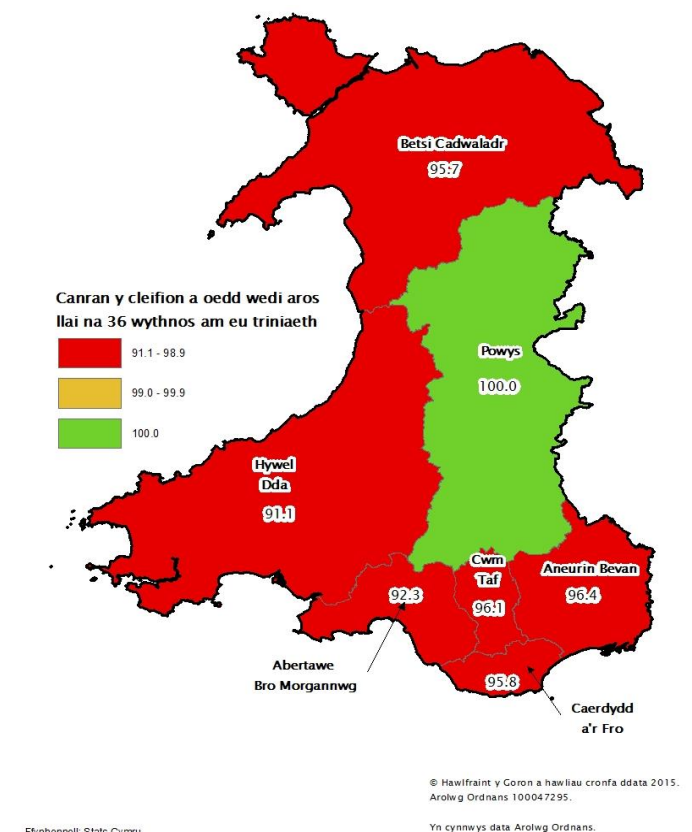 Betsi Cadwaladr
95.7
Canran y cleifion a oedd wedi aros
llai na 36 wythnos am eu triniaeth
91.1 - 98.9
99.0 - 99.9
100.0
Powys
100.0
Hywel
Dda
91.1
Cwm
Taf
96.1
Aneurin Bevan
96.4
92.3
Abertawe
Bro Morgannwg
95.8
Caerdydd
a'r Fro
© Hawlfraint y Goron a hawliau cronfa ddata 2015.
Arolwg Ordnans 100047295.
Yn cynnwys data Arolwg Ordnans.
Stats Cymru